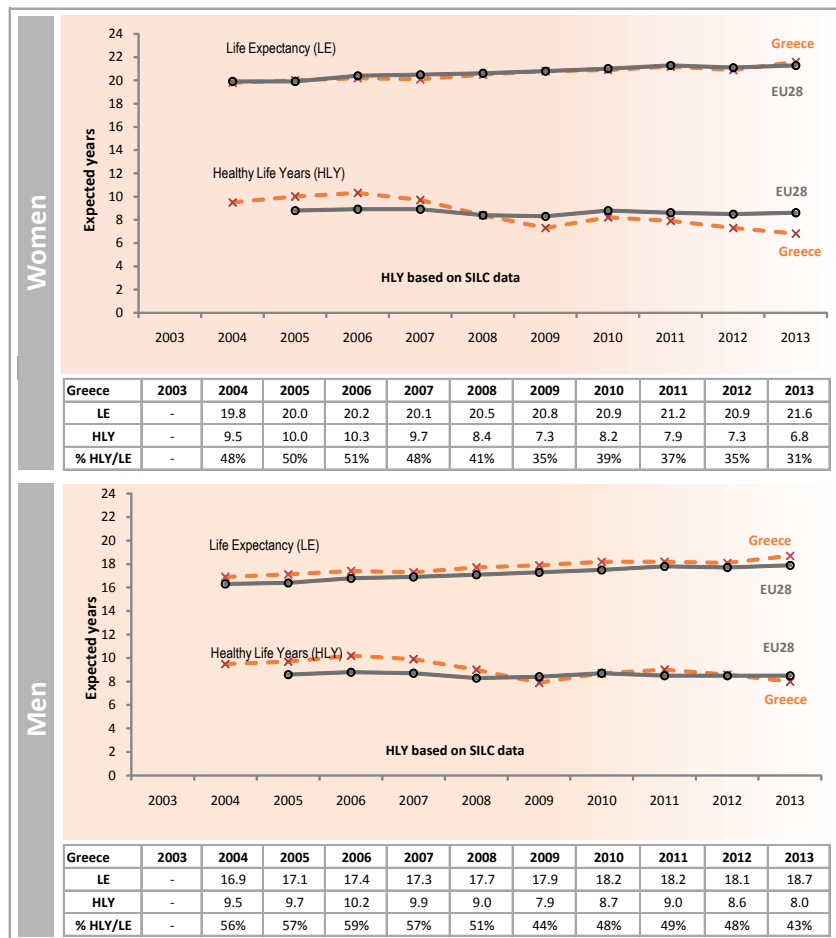 Women
Expected years
24
22
20
18
16
14
12
10
8
6
4
2
0
Life Expectancy (LE)
Greece
EU28
Healthy Life Years (HLY)
EU28
Greece
HLY based on SILC data
2003 2004 2005 2006 2007 2008 2009 2010 2011 2012 2013
Greece 2003 2004 2005 2006 2007 2008 2009 2010 2011 2012 2013
LE - 19.8 20.0 20.2 20.1 20.5 20.8 20.9 21.2 20.9 21.6
HLY - 9.5 10.0 10.3 9.7 8.4 7.3 8.2 7.9 7.3 6.8
% HLY/LE - 48% 50% 51% 48% 41% 35% 39% 37% 35% 31%
Men
Expected years
24
22
20
18
16
14
12
10
8
6
4
2
0
Life Expectancy (LE)
Greece
EU28
Healthy Life Years (HLY)
EU28
Greece
HLY based on SILC data
2003 2004 2005 2006 2007 2008 2009 2010 2011 2012 2013
Greece 2003 2004 2005 2006 2007 2008 2009 2010 2011 2012 2013
LE - 16.9 17.1 17.4 17.3 17.7 17.9 18.2 18.2 18.1 18.7
HLY - 9.5 9.7 10.2 9.9 9.0 7.9 8.7 9.0 8.6 8.0
% HLY/LE - 56% 57% 59% 57% 51% 44% 48% 49% 48% 43%